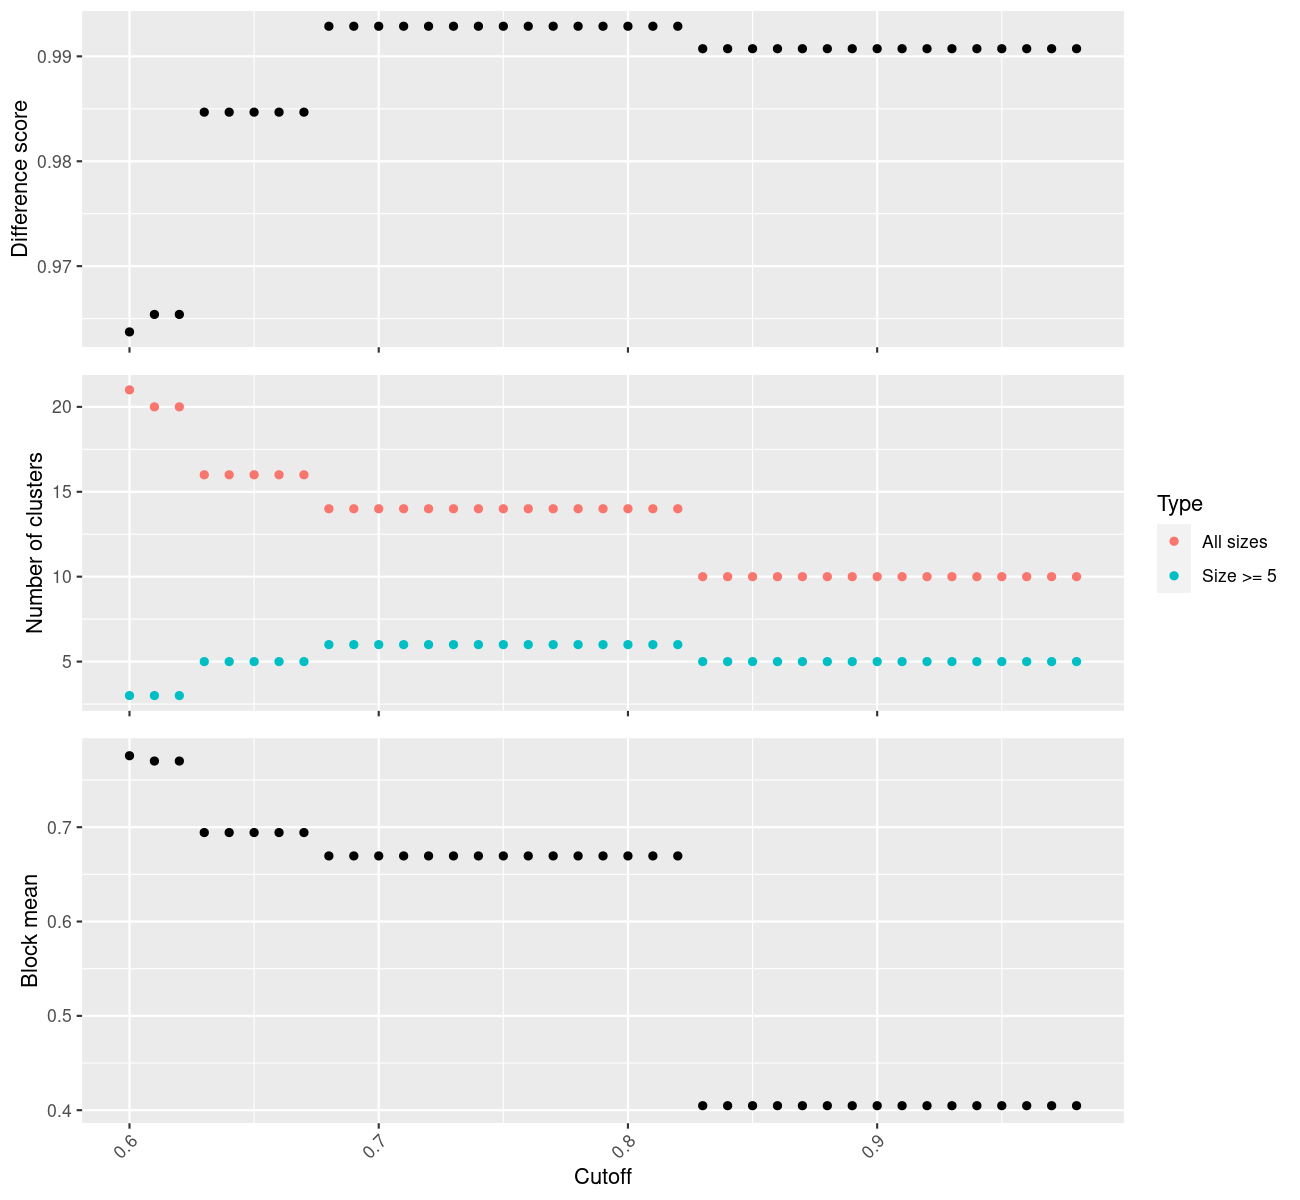 0.99
0.98
0.97
Difference score
20
15
10
5
Number of clusters
Type
All sizes
Size >= 5
0.7
0.6
0.5
0.4
Block mean
0.6 0.7 0.8 0.9
Cutoff